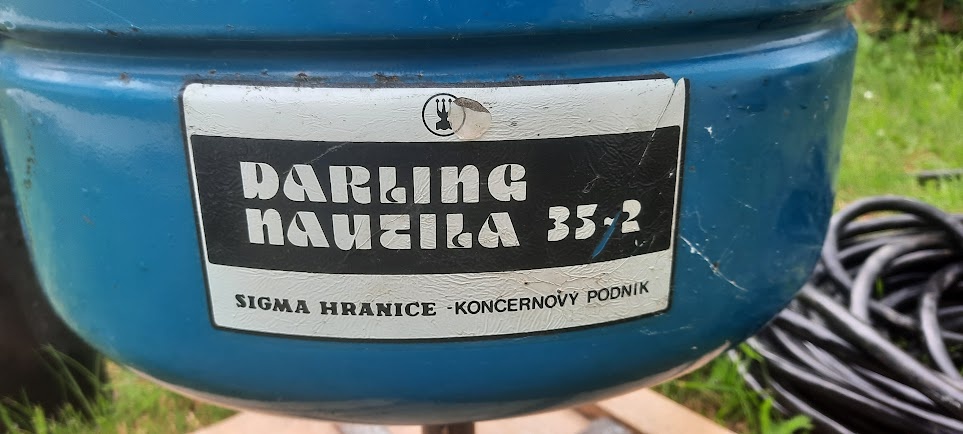 DARLING
NAUTILA 35-2
SIGMA HRANICE - KONCERNOVÝ PODNIK